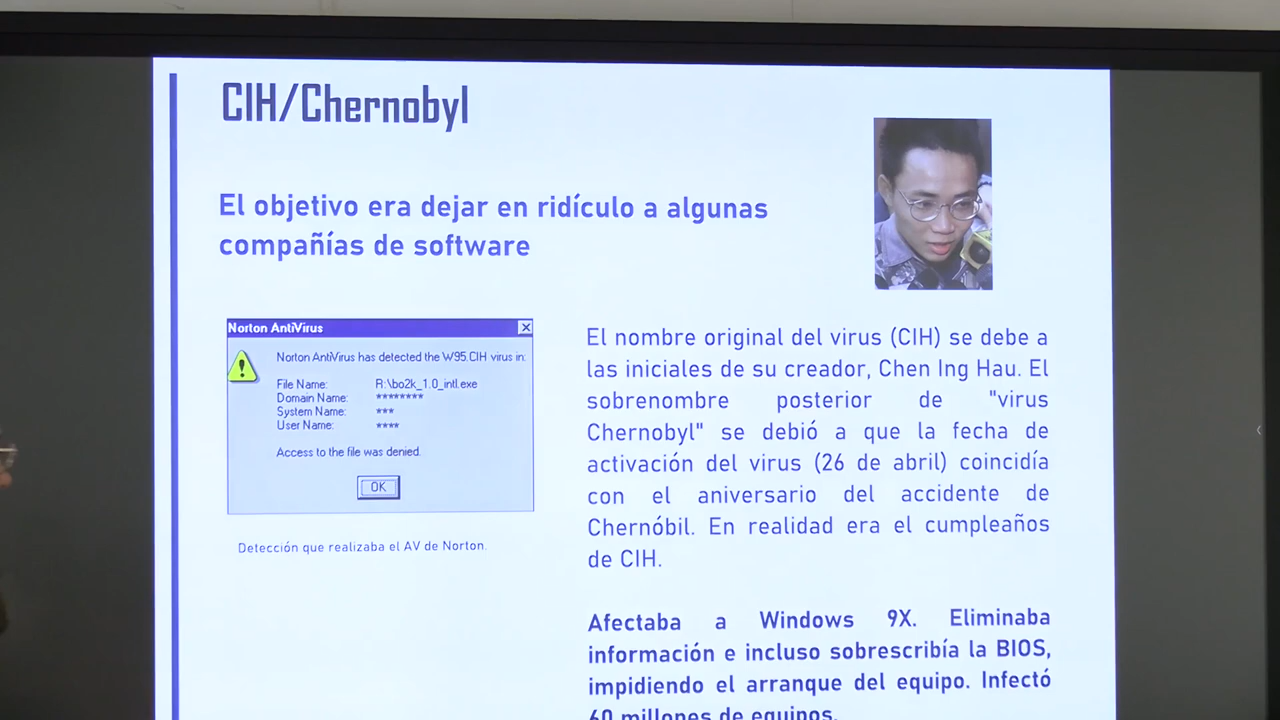 CIH/Chernobyl
El objetivo era dejar en ridículo a algunas
compañías de software
Norton AntiVirus
Norton AntiVirus has detected the W95.CIH virus in:
File Name: R:\bo2k_1.0_intl.exe
Domain Name: ********
System Name: ***
User Name: ****
Access to the file was denied.
OK
Detección que realizaba el AV de Norton.
El nombre original del virus (CIH) se debe a
las iniciales de su creador, Chen Ing Hau. El
sobrenombre posterior de "virus
Chernobyl" se debió a que la fecha de
activación del virus (26 de abril) coincidía
con el aniversario del accidente de
Chernóbil. En realidad era el cumpleaños
de CIH.
Afectaba a Windows 9X. Eliminaba
información e incluso sobrescribía la BIOS,
impidiendo el arranque del equipo. Infectó
60 millones de equipos.